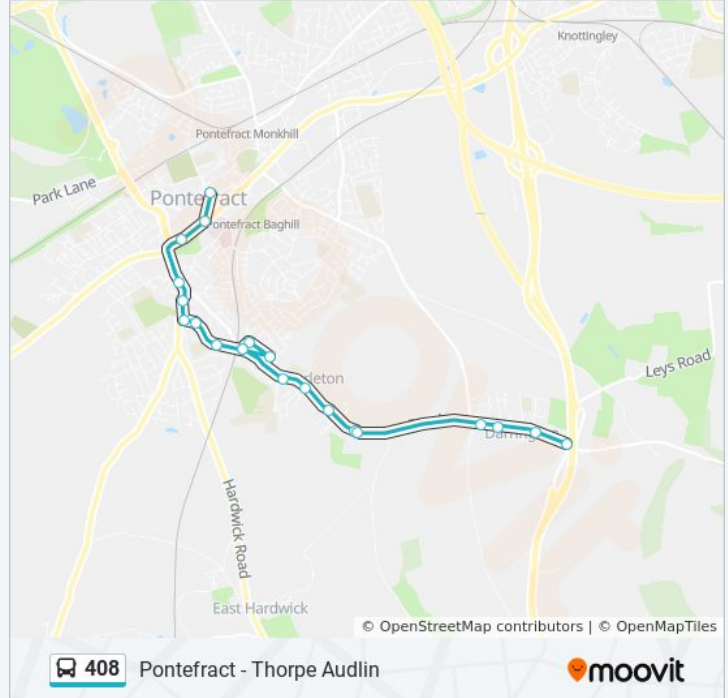 Knottingley
Pontefract Monkhill
Park Lane
Pontefract
Pontefract Baghill
Leys Road
Hardwick Road
East Hardwick
© OpenStreetMap contributors | © OpenMapTiles
408 Pontefract - Thorpe Audlin
moovit